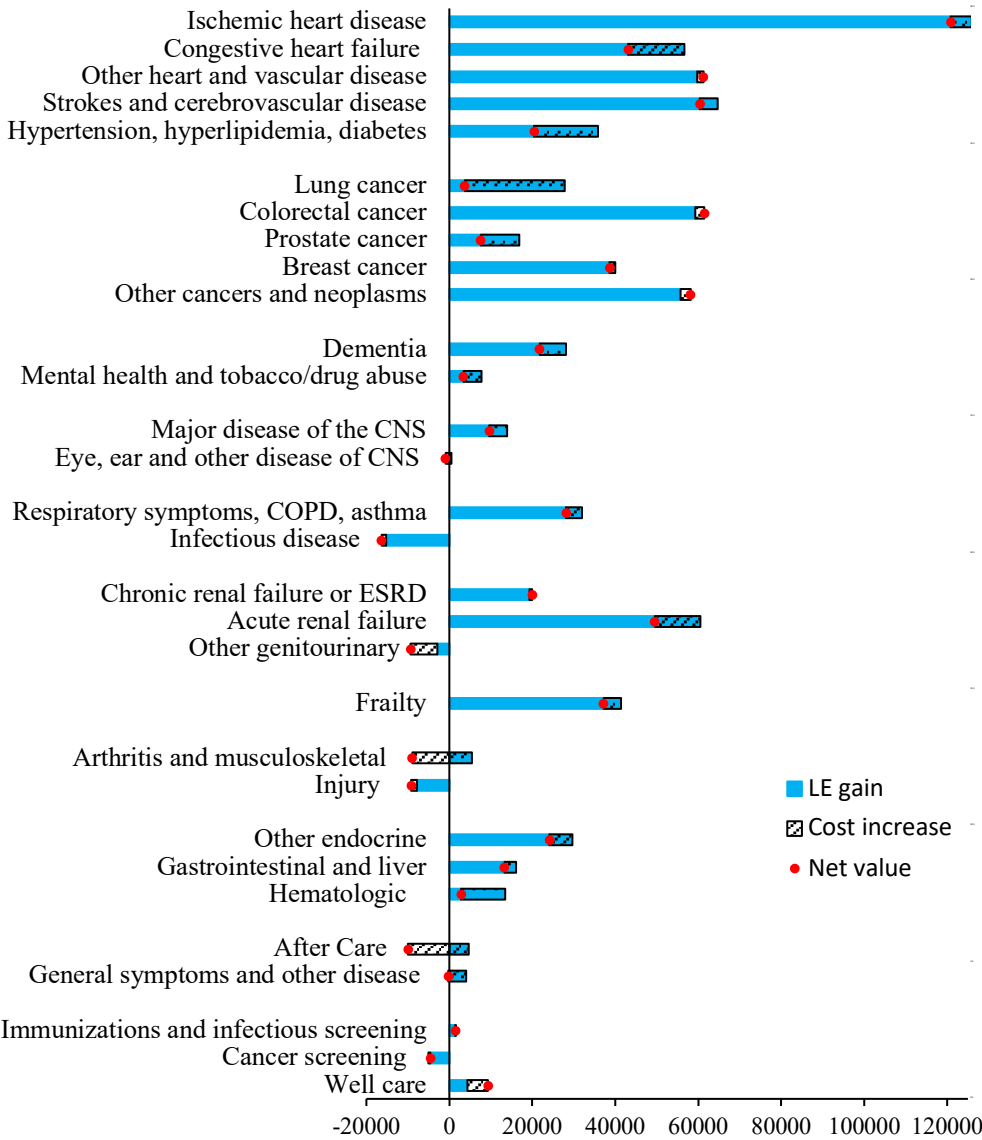 Ischemic heart disease
Congestive heart failure
Other heart and vascular disease
Strokes and cerebrovascular disease
Hypertension, hyperlipidemia, diabetes
Lung cancer
Colorectal cancer
Prostate cancer
Breast cancer
Other cancers and neoplasms
Dementia
Mental health and tobacco/drug abuse
Major disease of the CNS
Eye, ear and other disease of CNS
Respiratory symptoms, COPD, asthma
Infectious disease
Chronic renal failure or ESRD
Acute renal failure
Other genitourinary
Frailty
Arthritis and musculoskeletal
Injury
LE gain
Cost increase
Net value
Other endocrine
Gastrointestinal and liver
Hematologic
After Care
General symptoms and other disease
Immunizations and infectious screening
Cancer screening
Well care
-20000 0 20000 40000 60000 80000 100000 120000